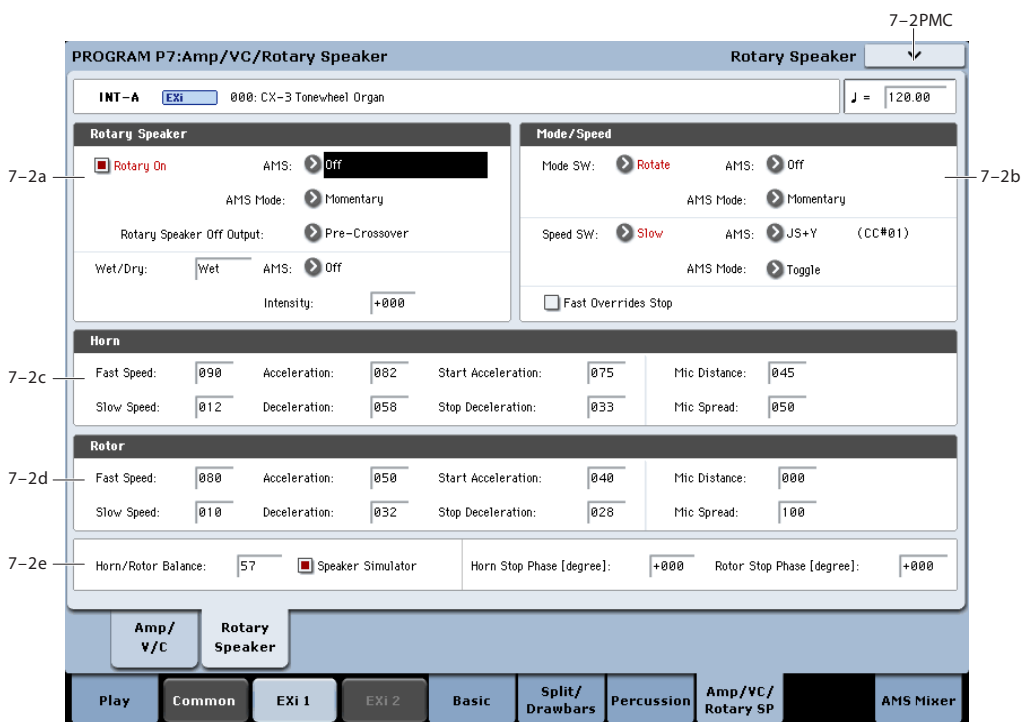 7-2PMC
PROGRAM P7:Amp/VC/Rotary Speaker Rotary Speaker
INT-A EXi 000: CX-3 Tonewheel Organ ♩ = 120.00
Rotary Speaker
7-2a
Rotary On AMS: Off
AMS Mode: Momentary
Rotary Speaker Off Output: Pre-Crossover
Wet/Dry: Wet AMS: Off
Intensity: +000
Mode/Speed
7-2b
Mode SW: Rotate AMS: Off
AMS Mode: Momentary
Speed SW: Slow AMS: JS+Y (CC#01)
AMS Mode: Toggle
Fast Overrides Stop
Horn
7-2c
Fast Speed: 090 Acceleration: 082 Start Acceleration: 075 Mic Distance: 045
Slow Speed: 012 Deceleration: 058 Stop Deceleration: 033 Mic Spread: 050
Rotor
7-2d
Fast Speed: 080 Acceleration: 050 Start Acceleration: 040 Mic Distance: 000
Slow Speed: 010 Deceleration: 032 Stop Deceleration: 028 Mic Spread: 100
7-2e
Horn/Rotor Balance: 57 Speaker Simulator Horn Stop Phase [degree]: +000 Rotor Stop Phase [degree]: +000
Amp/
V/C
Rotary
Speaker
Play
Common
EXi 1
EXi 2
Basic
Split/
Drawbars
Percussion
Amp/VC/
Rotary SP
AMS Mixer